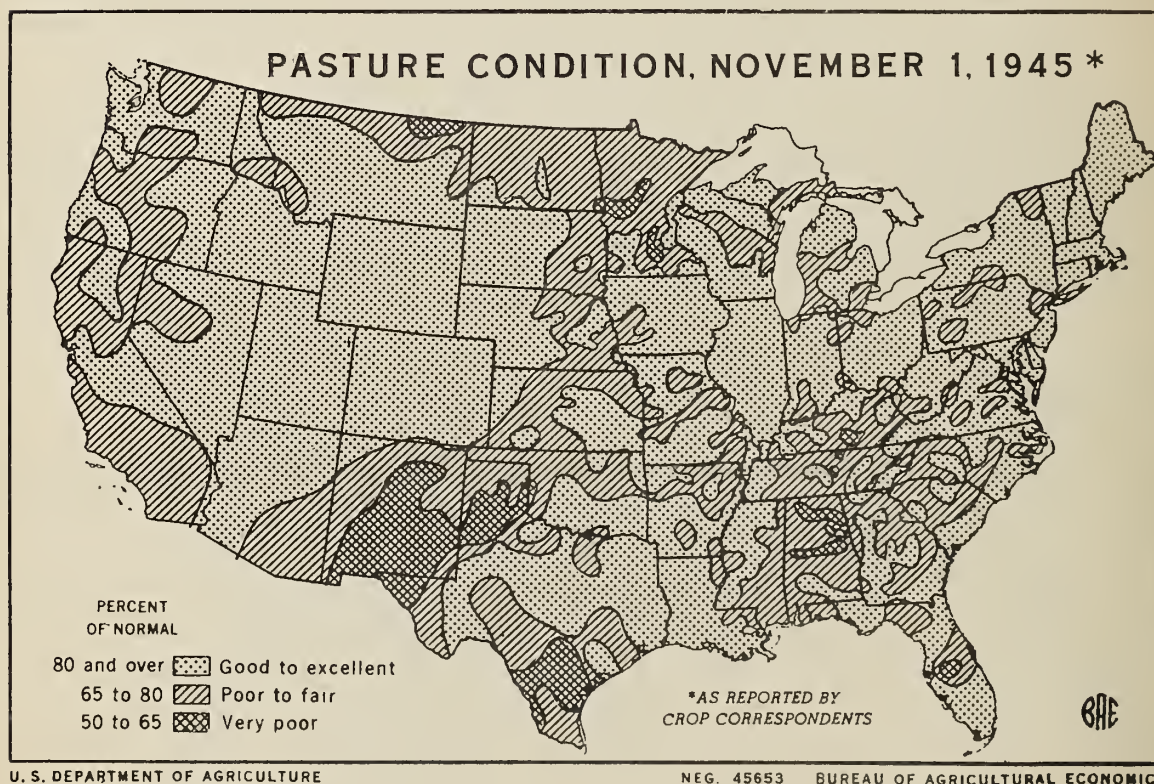 PASTURE CONDITION, NOVEMBER 1, 1945 *
PERCENT
OF NORMAL
80 and over Good to excellent
65 to 80 Poor to fair
50 to 65 Very poor
*AS REPORTED BY
CROP CORRESPONDENTS
BAE
U. S. DEPARTMENT OF AGRICULTURE
NEG. 45653 BUREAU OF AGRICULTURAL ECONOMIC